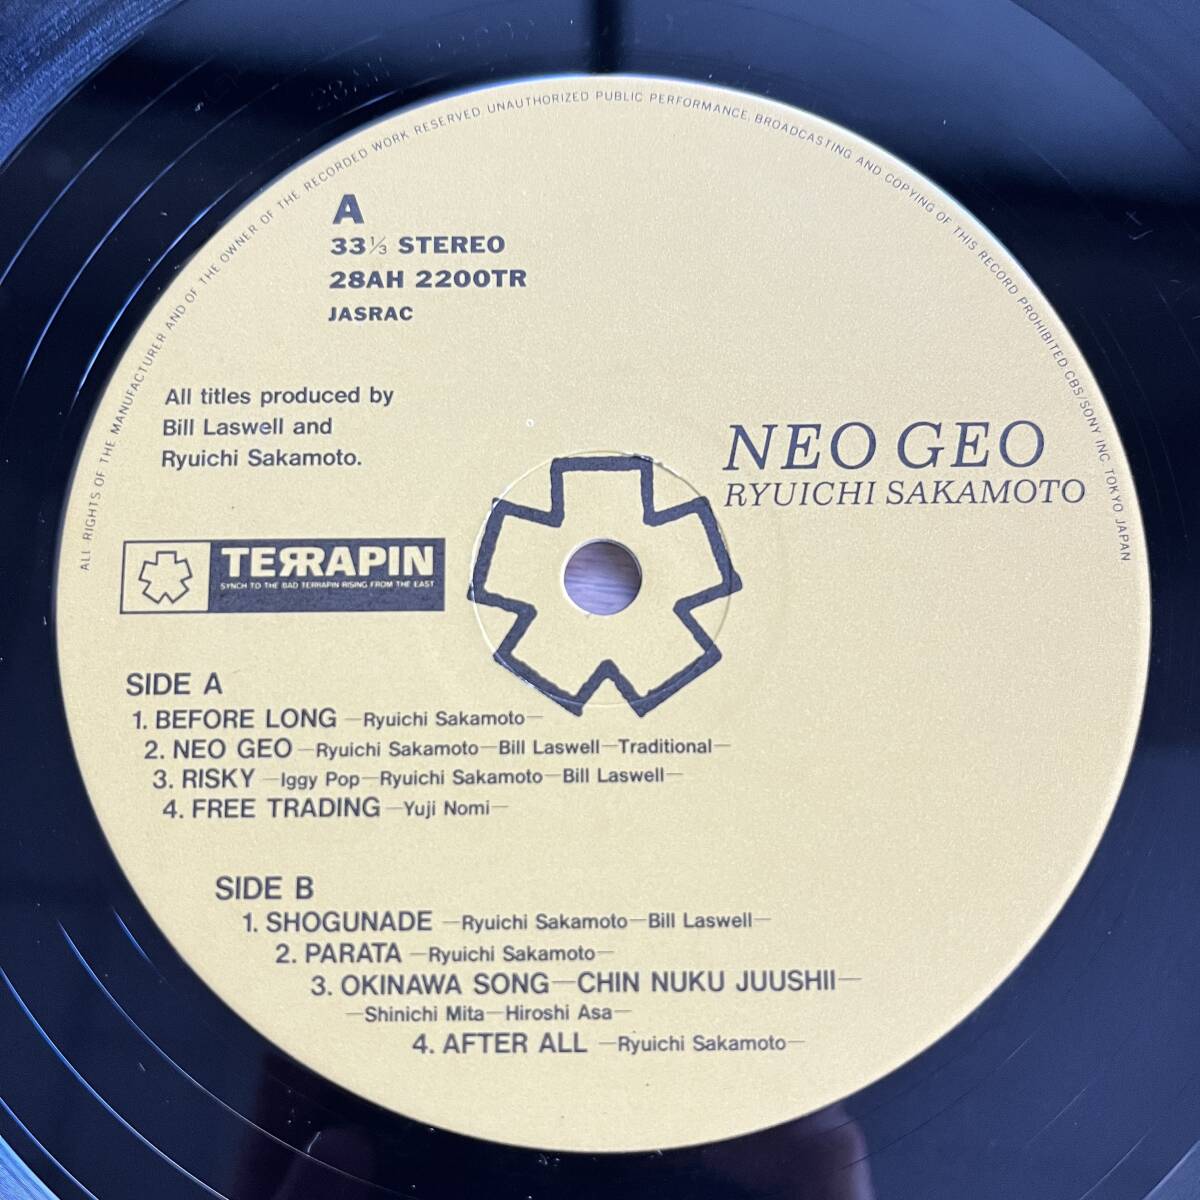 ALL RIGHTS OF THE MANUFACTURER AND OF THE OWNER OF THE RECORDED WORK RESERVED. UNAUTHORIZED PUBLIC PERFORMANCE, BROADCASTING AND COPYING OF THIS RECORD PROHIBITED. CBS/SONY INC. TOKYO JAPAN
A
33 1/3 STEREO
28AH 2200TR
JASRAC
All titles produced by
Bill Laswell and
Ryuichi Sakamoto.
NEO GEO
RYUICHI SAKAMOTO
TERRAPIN
SYNCH TO THE BAD TERRAPIN RISING FROM THE EAST
SIDE A
1. BEFORE LONG —Ryuichi Sakamoto—
2. NEO GEO —Ryuichi Sakamoto—Bill Laswell—Traditional—
3. RISKY —Iggy Pop—Ryuichi Sakamoto—Bill Laswell—
4. FREE TRADING —Yuji Nomi—
SIDE B
1. SHOGUNADE —Ryuichi Sakamoto—Bill Laswell—
2. PARATA —Ryuichi Sakamoto—
3. OKINAWA SONG—CHIN NUKU JUUSHII—
—Shinichi Mita—Hiroshi Asa—
4. AFTER ALL —Ryuichi Sakamoto—